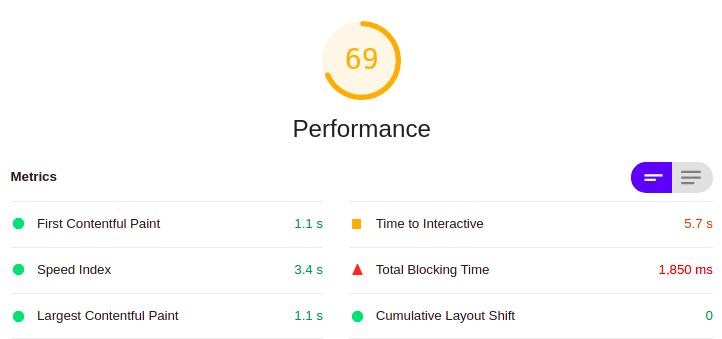 69
Performance
Metrics
First Contentful Paint 1.1 s
Time to Interactive 5.7 s
Speed Index 3.4 s
Total Blocking Time 1,850 ms
Largest Contentful Paint 1.1 s
Cumulative Layout Shift 0